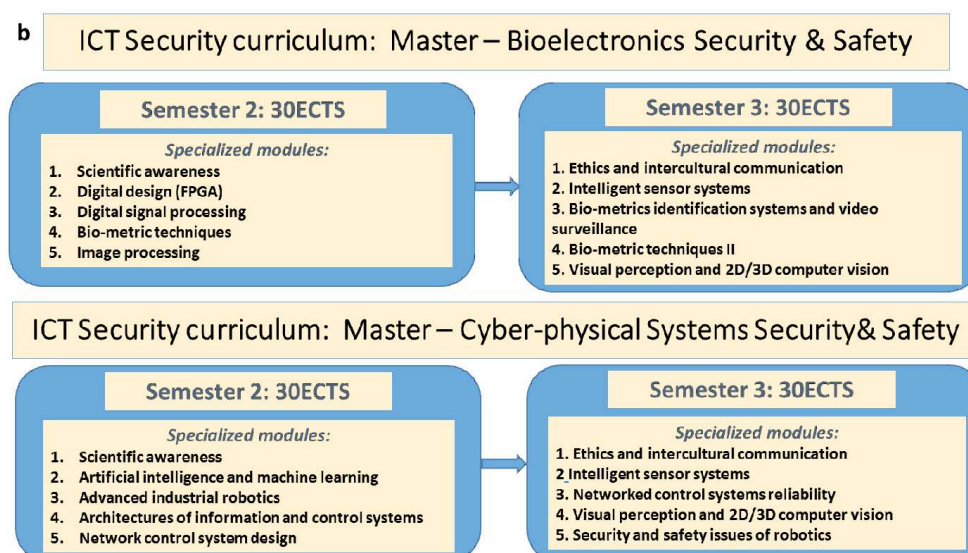 b
ICT Security curriculum: Master – Bioelectronics Security & Safety
Semester 2: 30ECTS
Specialized modules:
1. Scientific awareness
2. Digital design (FPGA)
3. Digital signal processing
4. Bio-metric techniques
5. Image processing
Semester 3: 30ECTS
Specialized modules:
1. Ethics and intercultural communication
2. Intelligent sensor systems
3. Bio-metrics identification systems and video
surveillance
4. Bio-metric techniques II
5. Visual perception and 2D/3D computer vision
ICT Security curriculum: Master – Cyber-physical Systems Security& Safety
Semester 2: 30ECTS
Specialized modules:
1. Scientific awareness
2. Artificial intelligence and machine learning
3. Advanced industrial robotics
4. Architectures of information and control systems
5. Network control system design
Semester 3: 30ECTS
Specialized modules:
1. Ethics and intercultural communication
2 Intelligent sensor systems
3. Networked control systems reliability
4. Visual perception and 2D/3D computer vision
5. Security and safety issues of robotics